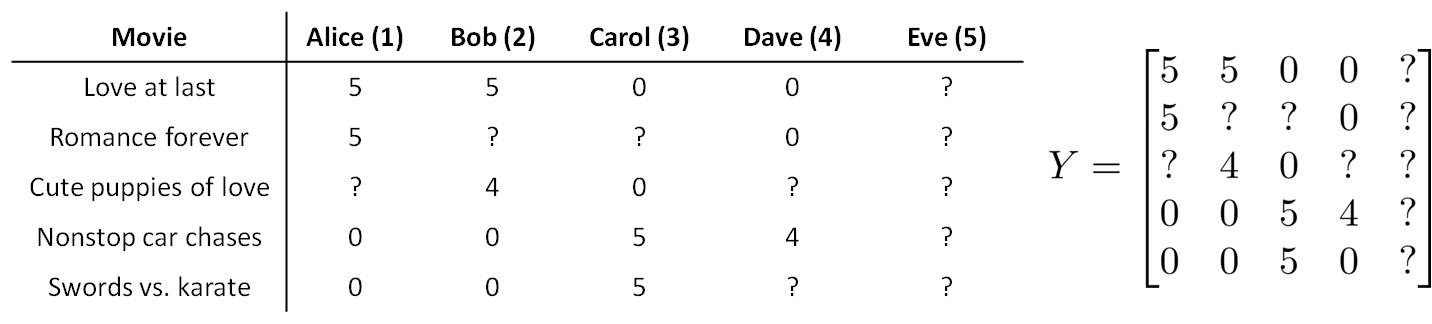 Movie Alice (1) Bob (2) Carol (3) Dave (4) Eve (5)
Love at last 5 5 0 0 ?
Romance forever 5 ? ? 0 ?
Cute puppies of love ? 4 0 ? ?
Nonstop car chases 0 0 5 4 ?
Swords vs. karate 0 0 5 ? ?
Y =
5 5 0 0 ?
5 ? ? 0 ?
? 4 0 ? ?
0 0 5 4 ?
0 0 5 0 ?